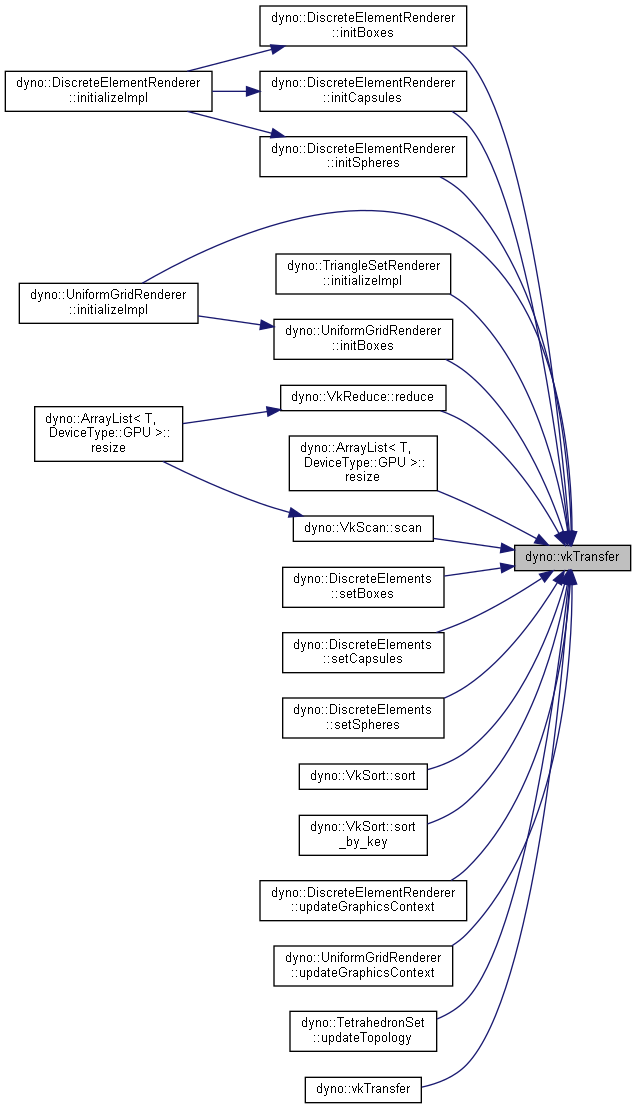 dyno::DiscreteElementRenderer
::initBoxes
dyno::DiscreteElementRenderer
::initializeImpl
dyno::DiscreteElementRenderer
::initCapsules
dyno::DiscreteElementRenderer
::initSpheres
dyno::TriangleSetRenderer
::initializeImpl
dyno::UniformGridRenderer
::initializeImpl
dyno::UniformGridRenderer
::initBoxes
dyno::VkReduce::reduce
dyno::ArrayList< T,
DeviceType::GPU >::
resize
dyno::ArrayList< T,
DeviceType::GPU >::
resize
dyno::VkScan::scan
dyno::vkTransfer
dyno::DiscreteElements
::setBoxes
dyno::DiscreteElements
::setCapsules
dyno::DiscreteElements
::setSpheres
dyno::VkSort::sort
dyno::VkSort::sort
_by_key
dyno::DiscreteElementRenderer
::updateGraphicsContext
dyno::UniformGridRenderer
::updateGraphicsContext
dyno::TetrahedronSet
::updateTopology
dyno::vkTransfer